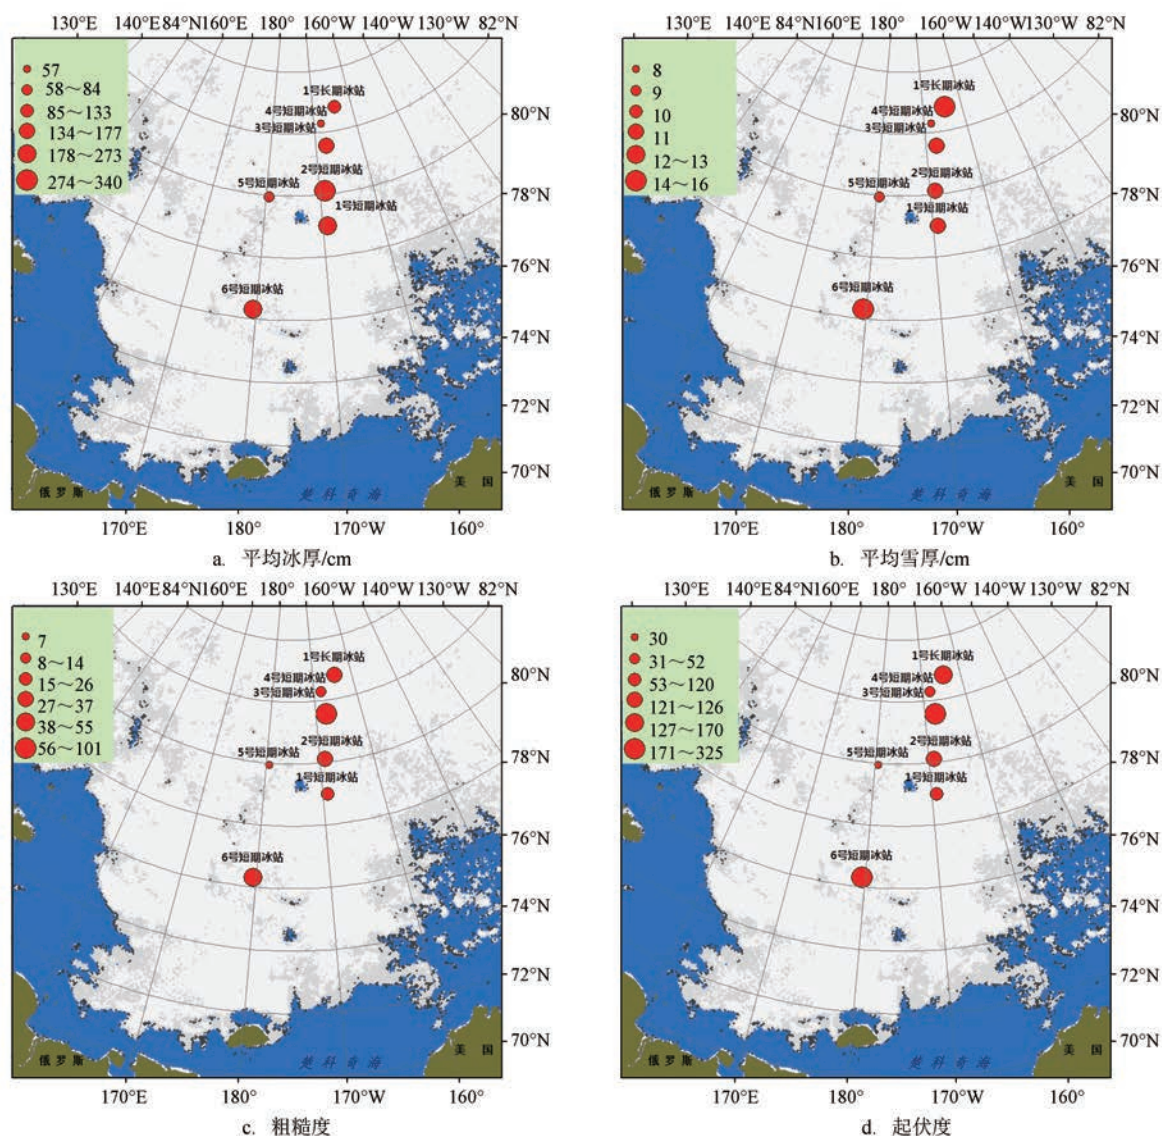 130°E 140°E 84°N 160°E 180° 160°W 140°W 130°W 82°N
57
58～84
85～133
134～177
178～273
274～340
1号长期冰站
4号短期冰站
3号短期冰站
2号短期冰站
5号短期冰站
1号短期冰站
6号短期冰站
80°N
78°N
76°N
74°N
72°N
70°N
俄罗斯
楚科奇海
美国
170°E 180° 170°W 160°
a. 平均冰厚/cm
130°E 140°E 84°N 160°E 180° 160°W 140°W 130°W 82°N
8
9
10
11
12～13
14～16
1号长期冰站
4号短期冰站
3号短期冰站
2号短期冰站
5号短期冰站
1号短期冰站
6号短期冰站
80°N
78°N
76°N
74°N
72°N
70°N
俄罗斯
楚科奇海
美国
170°E 180° 170°W 160°
b. 平均雪厚/cm
130°E 140°E 84°N 160°E 180° 160°W 140°W 130°W 82°N
7
8～14
15～26
27～37
38～55
56～101
1号长期冰站
4号短期冰站
3号短期冰站
2号短期冰站
5号短期冰站
1号短期冰站
6号短期冰站
80°N
78°N
76°N
74°N
72°N
70°N
俄罗斯
楚科奇海
美国
170°E 180° 170°W 160°
c. 粗糙度
130°E 140°E 84°N 160°E 180° 160°W 140°W 130°W 82°N
30
31～52
53～120
121～126
127～170
171～325
1号长期冰站
4号短期冰站
3号短期冰站
2号短期冰站
5号短期冰站
1号短期冰站
6号短期冰站
80°N
78°N
76°N
74°N
72°N
70°N
俄罗斯
楚科奇海
美国
170°E 180° 170°W 160°
d. 起伏度